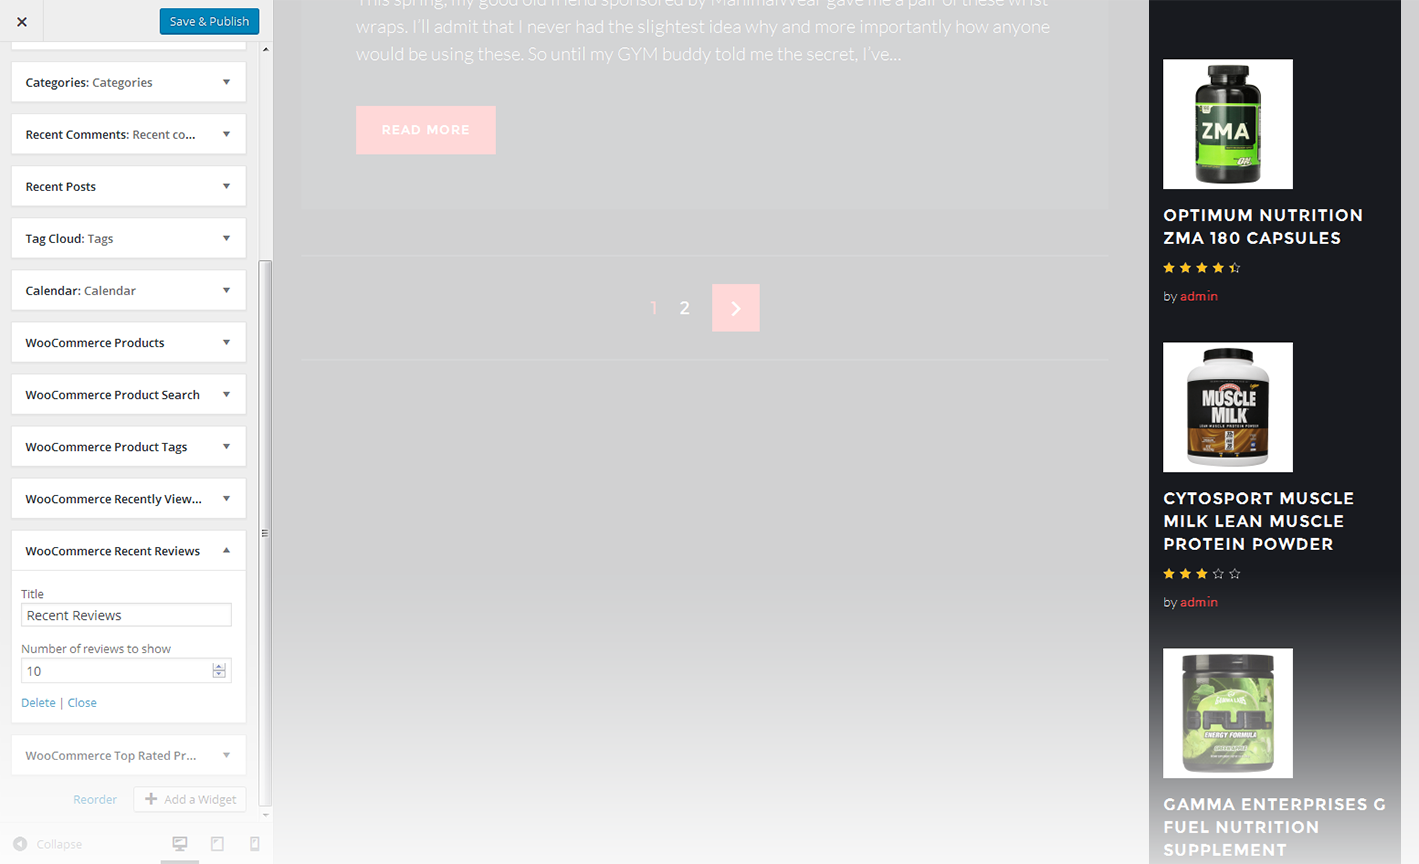 Save & Publish
Categories: Categories
Recent Comments: Recent co...
Recent Posts
Tag Cloud: Tags
Calendar: Calendar
WooCommerce Products
WooCommerce Product Search
WooCommerce Product Tags
WooCommerce Recently View...
WooCommerce Recent Reviews
Title
Recent Reviews
Number of reviews to show
10
Delete | Close
WooCommerce Top Rated Pr...
Reorder
Add a Widget
Collapse
This spring, my good old friend sponsored by ManimalWear gave me a pair of these wrist
wraps. I'll admit that I never had the slightest idea why and more importantly how anyone
would be using these. So until my GYM buddy told me the secret, I've...
READ MORE
1 2
ZMA
ON
OPTIMUM NUTRITION
ZMA 180 CAPSULES
by admin
MUSCLE
MILK
LEAN MUSCLE PROTEIN POWDER
CYTOSPORT MUSCLE
MILK LEAN MUSCLE
PROTEIN POWDER
by admin
G FUEL
ENERGY FORMULA
GAMMA ENTERPRISES G
FUEL NUTRITION
SUPPLEMENT